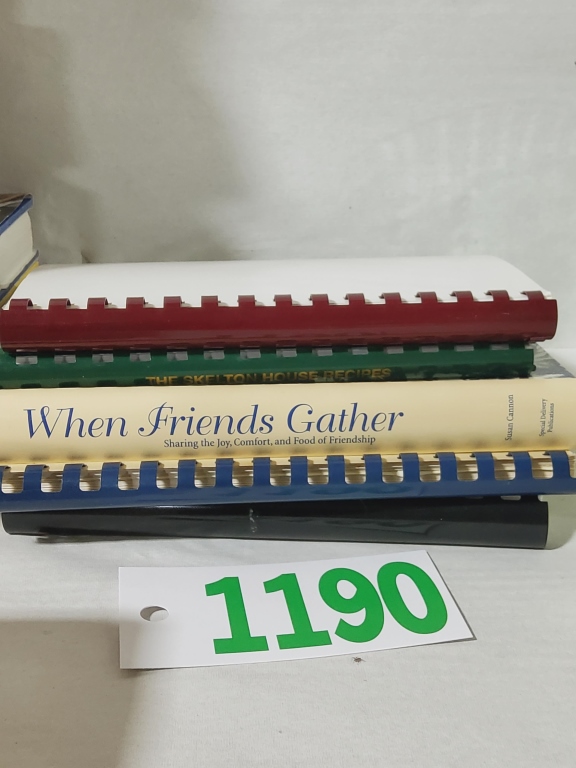 THE SKELTON HOUSE RECIPES
When Friends Gather
Sharing the Joy, Comfort, and Food of Friendship
Susan Cannon
Special Delivery
Publications
1190